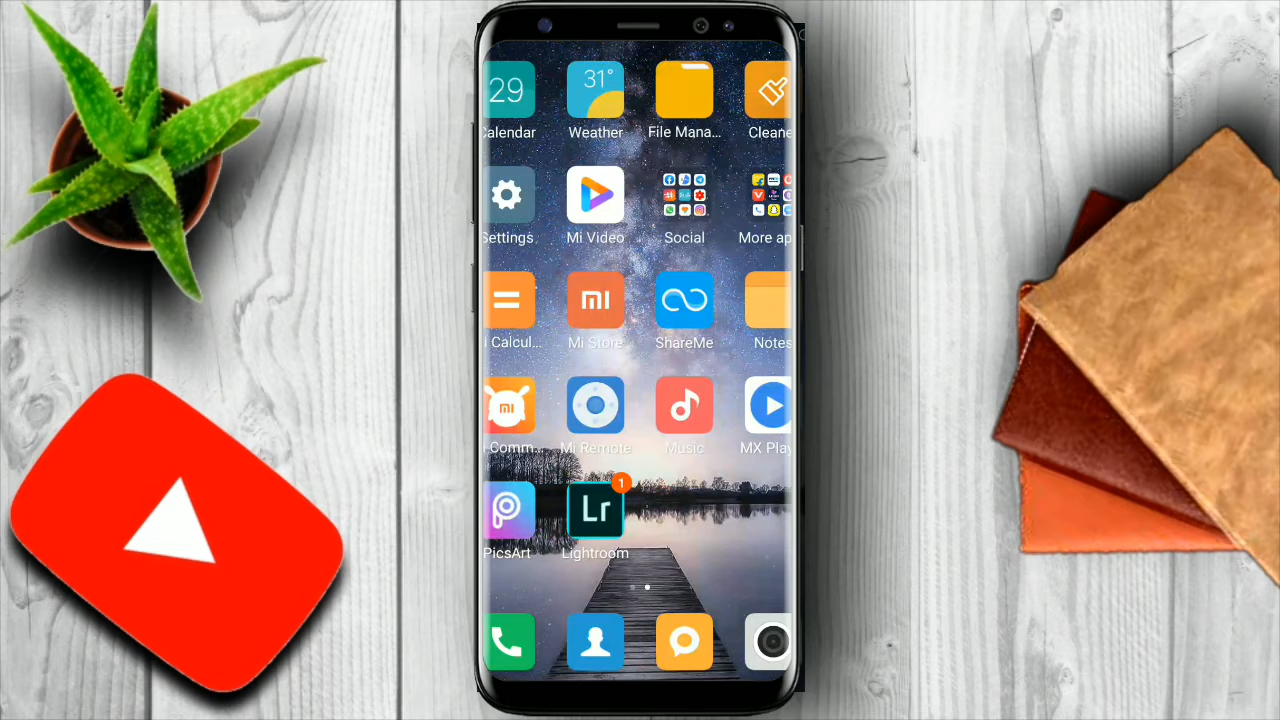 29
31°
Calendar
Weather
File Mana...
Cleane
Settings
Mi Video
Social
More ap
mi
i Calcul...
Mi Store
ShareMe
Notes
mi
i Comm...
Mi Remote
Music
MX Play
1
Lr
PicsArt
Lightroom